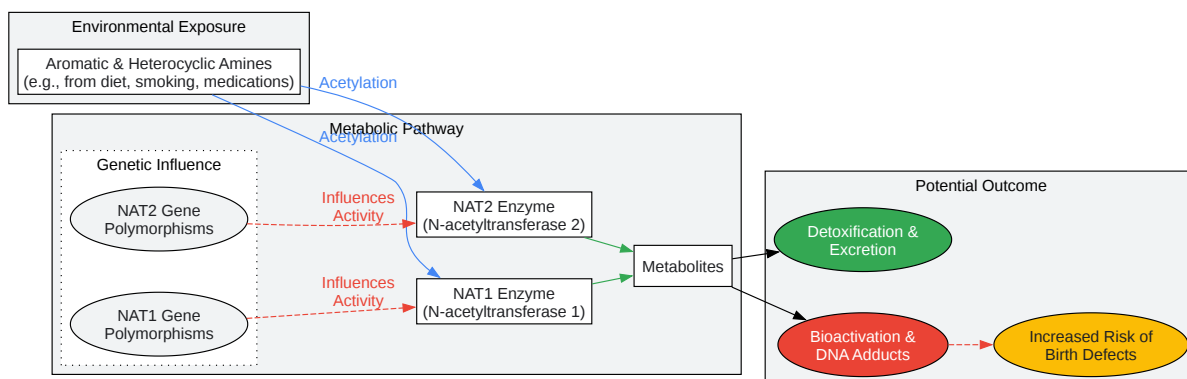 Environmental Exposure
Aromatic & Heterocyclic Amines
(e.g., from diet, smoking, medications)
Acetylation
Metabolic Pathway
Acetylation
Genetic Influence
NAT2 Gene
Polymorphisms
Influences
Activity
NAT2 Enzyme
(N-acetyltransferase 2)
NAT1 Gene
Polymorphisms
Influences
Activity
NAT1 Enzyme
(N-acetyltransferase 1)
Metabolites
Potential Outcome
Detoxification &
Excretion
Bioactivation &
DNA Adducts
Increased Risk of
Birth Defects